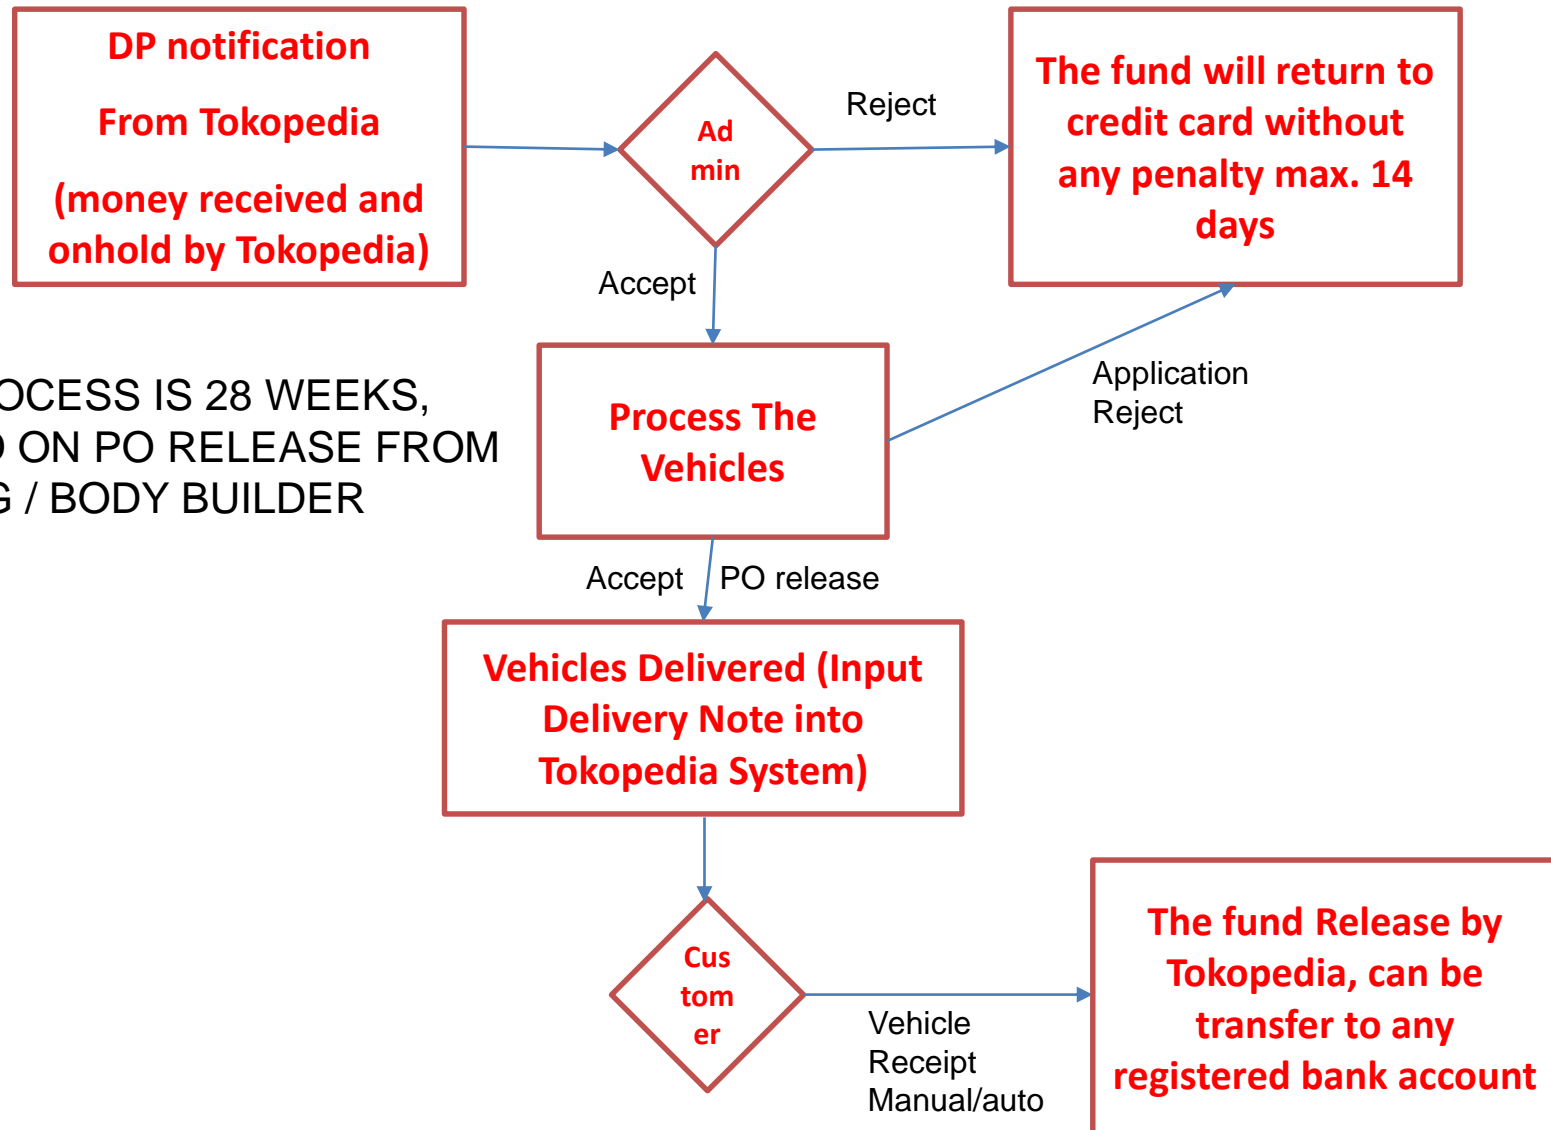 DP notification
From Tokopedia
(money received and
onhold by Tokopedia)
Ad
min
Reject
The fund will return to
credit card without
any penalty max. 14
days
Accept
IS 28 WEEKS,
ON PO RELEASE FROM
/ BODY BUILDER
Process The
Vehicles
Application
Reject
Accept
PO release
Vehicles Delivered (Input
Delivery Note into
Tokopedia System)
Cus
tom
er
Vehicle
Receipt
Manual/auto
The fund Release by
Tokopedia, can be
transfer to any
registered bank account